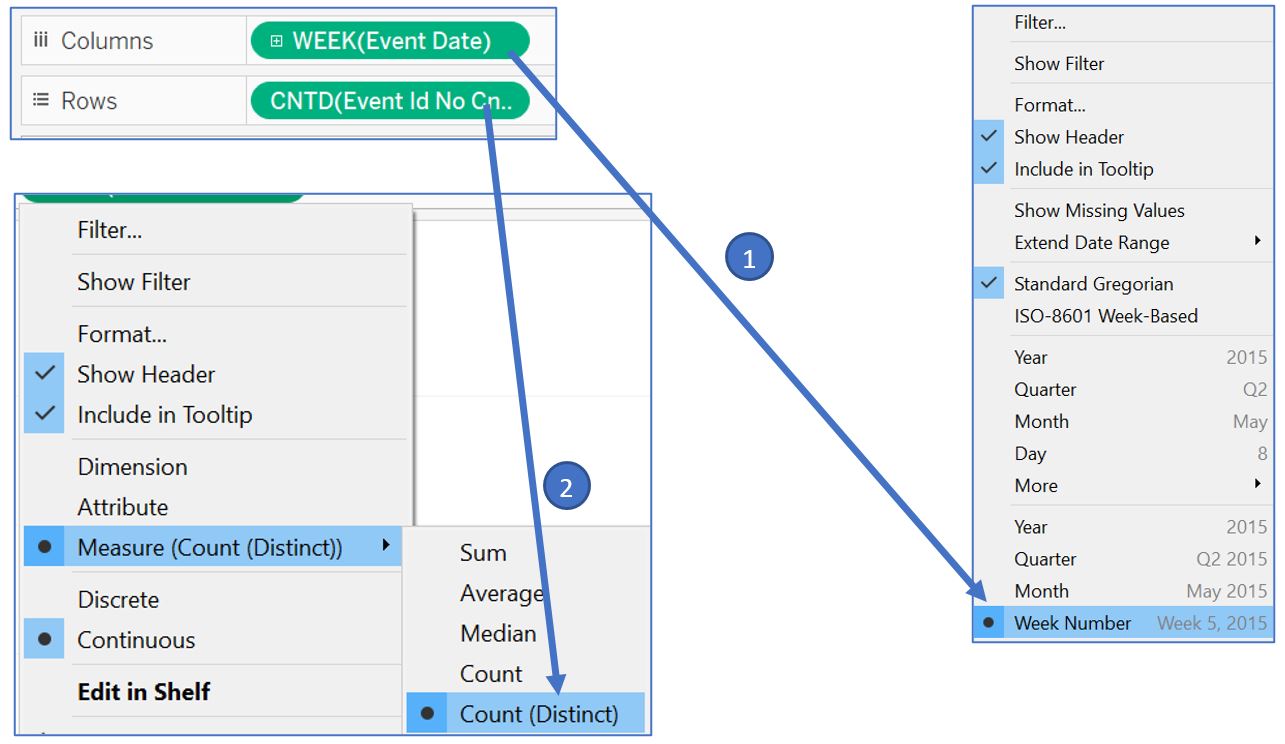 Columns WEEK(Event Date)
Rows CNTD(Event Id No Cn..
Filter...
Show Filter
Format...
Show Header
Include in Tooltip
Dimension
Attribute
Measure (Count (Distinct))
Discrete
Continuous
Edit in Shelf
Sum
Average
Median
Count
Count (Distinct)
1
2
Filter...
Show Filter
Format...
Show Header
Include in Tooltip
Show Missing Values
Extend Date Range
Standard Gregorian
ISO-8601 Week-Based
Year 2015
Quarter Q2
Month May
Day 8
More
Year 2015
Quarter Q2 2015
Month May 2015
Week Number Week 5, 2015